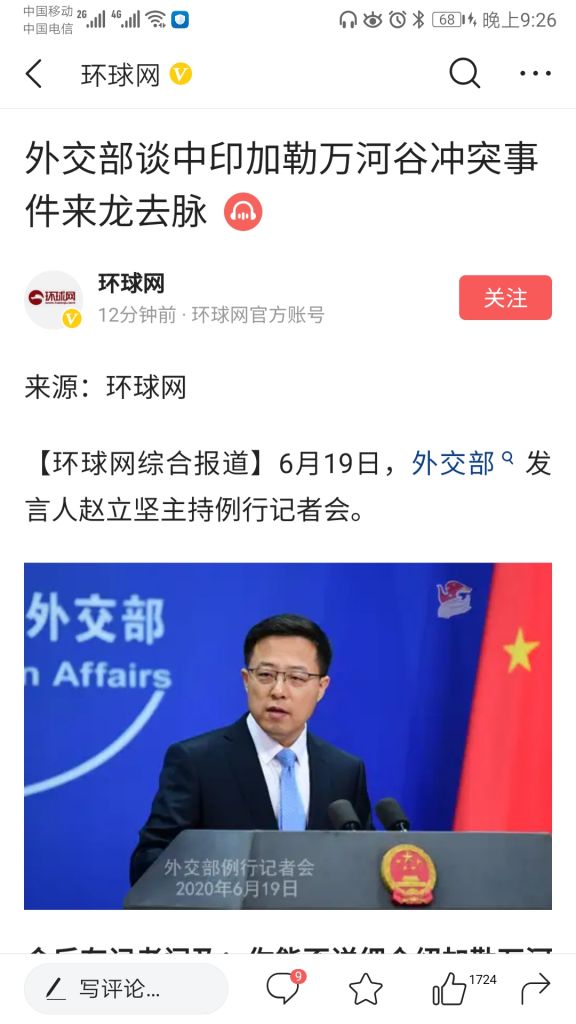 中国移动
中国电信
2G
4G
68
晚上9:26
环球网
外交部谈中印加勒万河谷冲突事
件来龙去脉
环球网
环球网
12分钟前 · 环球网官方账号
关注
来源：环球网
【环球网综合报道】6月19日，外交部 发
言人赵立坚主持例行记者会。
外交部
n Affairs
外交部例行记者会
2020年6月19日
写评论...
9
1724